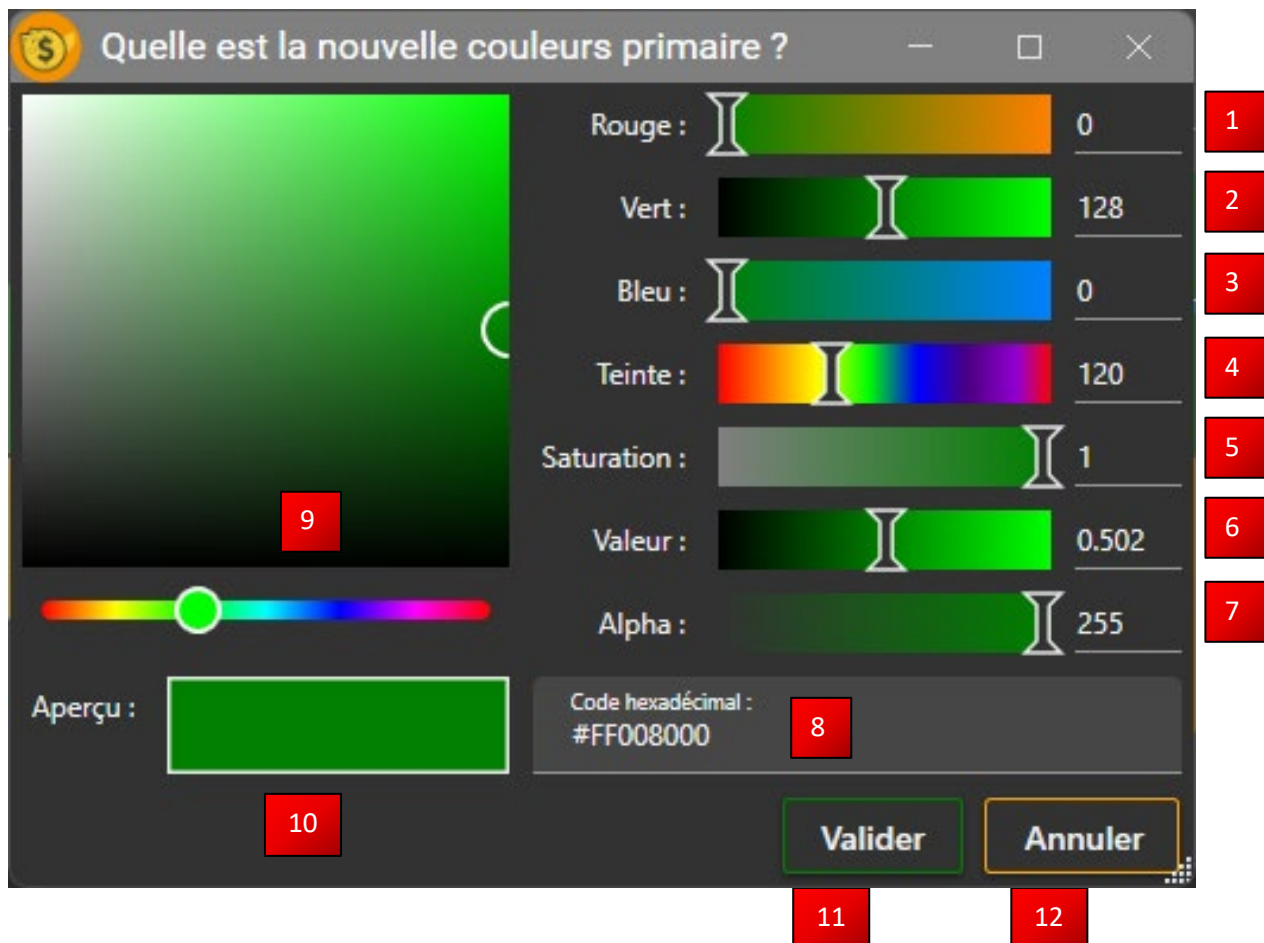 $ Quelle est la nouvelle couleurs primaire ?
Rouge : 0 1
Vert : 128 2
Bleu : 0 3
Teinte : 120 4
Saturation : 1 5
9
Valeur : 0.502 6
Alpha : 255 7
Aperçu :
Code hexadécimal :
#FF008000 8
10
Valider Annuler
11 12